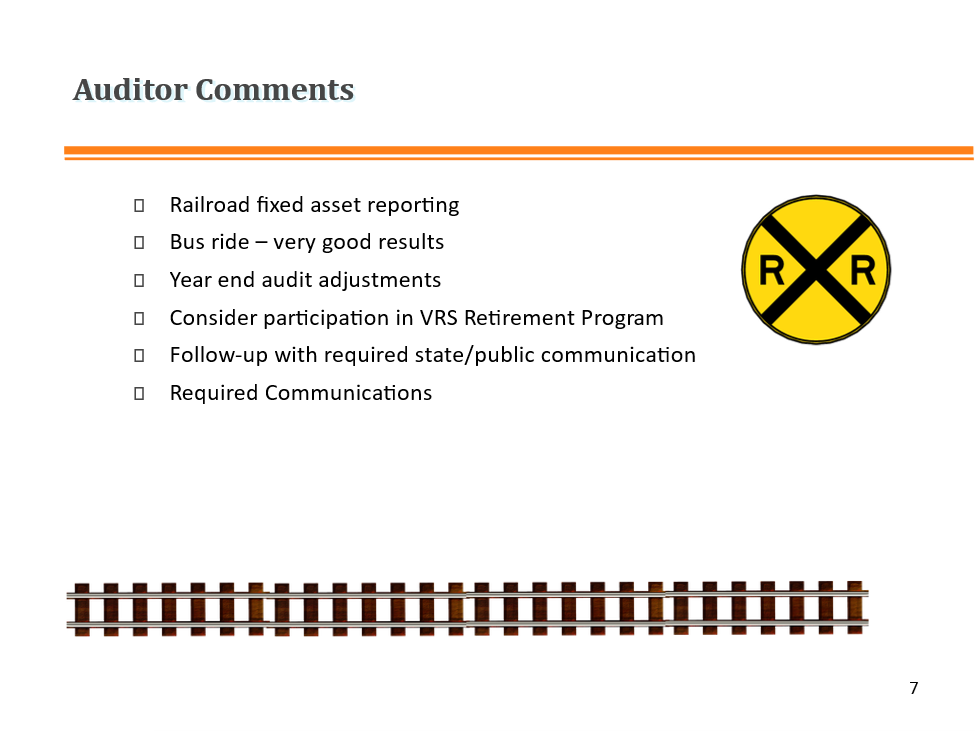 Auditor Comments
Railroad fixed asset reporting
Bus ride – very good results
Year end audit adjustments
Consider participation in VRS Retirement Program
Follow-up with required state/public communication
Required Communications
R R
7